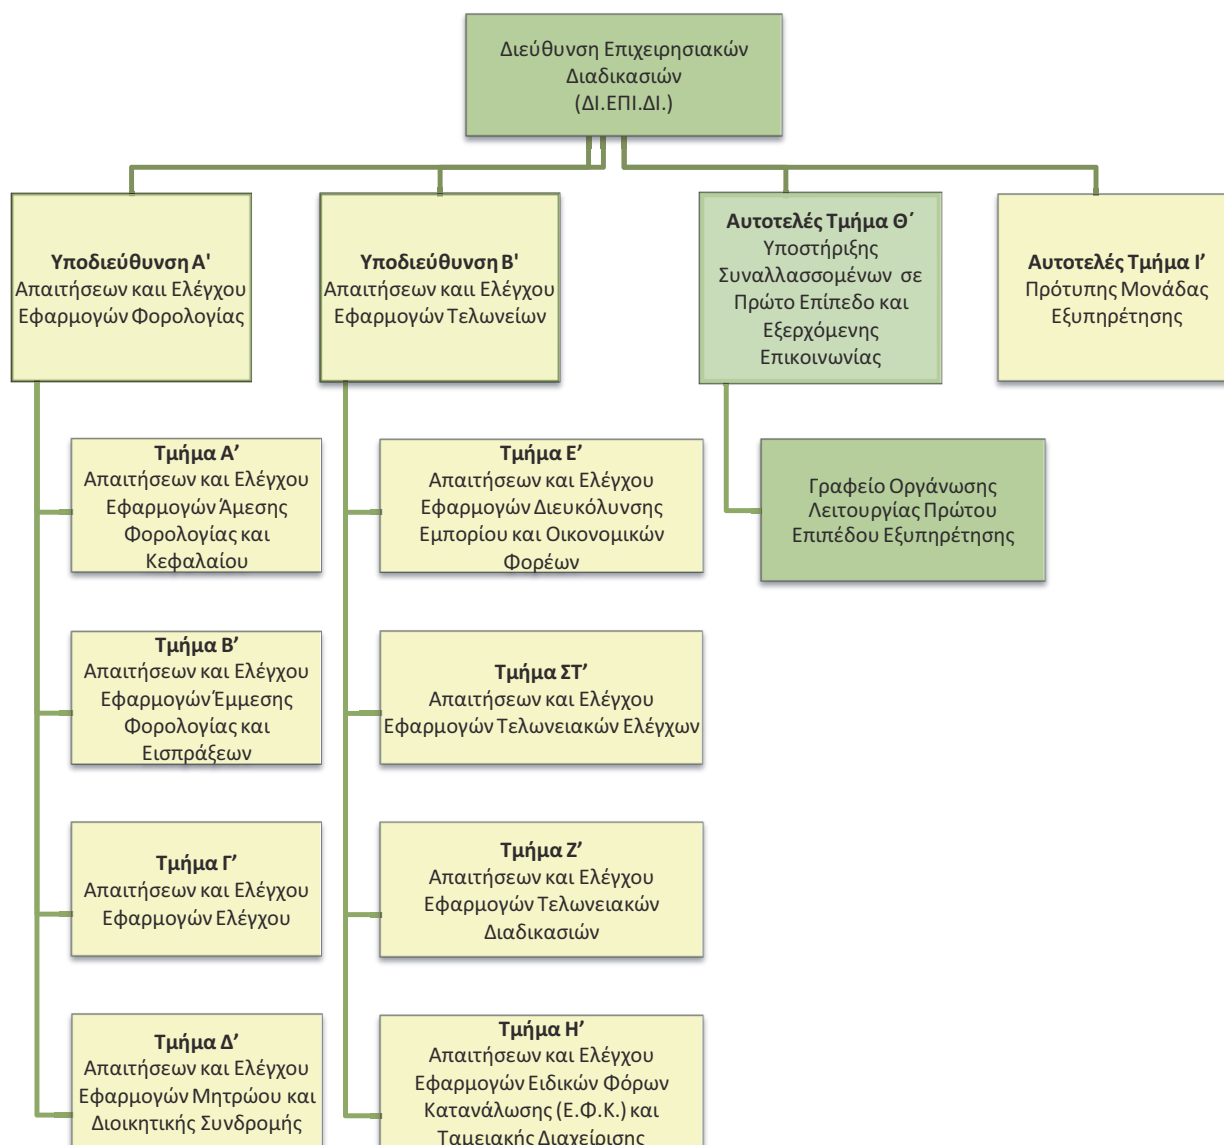 Διεύθυνση Επιχειρησιακών
Διαδικασιών
(ΔΙ.ΕΠΙ.ΔΙ.)
Υποδιεύθυνση Α'
Απαιτήσεων καιι Ελέγχου
Εφαρμογών Φορολογίας
Υποδιεύθυνση Β'
Απαιτήσεων καιι Ελέγχου
Εφαρμογών Τελωνείων
Αυτοτελές Τμήμα Θ΄
Υποστήριξης
Συναλλασσομένων σε
Πρώτο Επίπεδο και
Εξερχόμενης
Επικοινωνίας
Αυτοτελές Τμήμα Ι’
Πρότυπης Μονάδας
Εξυπηρέτησης
Τμήμα Α’
Απαιτήσεων και Ελέγχου
Εφαρμογών Άμεσης
Φορολογίας και
Κεφαλαίου
Τμήμα Β’
Απαιτήσεων και Ελέγχου
Εφαρμογών Έμμεσης
Φορολογίας και
Εισπράξεων
Τμήμα Γ’
Απαιτήσεων και Ελέγχου
Εφαρμογών Ελέγχου
Τμήμα Δ’
Απαιτήσεων και Ελέγχου
Εφαρμογών Μητρώου και
Διοικητικής Συνδρομής
Τμήμα Ε’
Απαιτήσεων και Ελέγχου
Εφαρμογών Διευκόλυνσης
Εμπορίου και Οικονομικών
Φορέων
Τμήμα ΣΤ’
Απαιτήσεων και Ελέγχου
Εφαρμογών Τελωνειακών Ελέγχων
Τμήμα Ζ’
Απαιτήσεων και Ελέγχου
Εφαρμογών Τελωνειακών
Διαδικασιών
Τμήμα Η’
Απαιτήσεων και Ελέγχου
Εφαρμογών Ειδικών Φόρων
Κατανάλωσης (Ε.Φ.Κ.) και
Ταμειακής Διαχείρισης
Γραφείο Οργάνωσης
Λειτουργίας Πρώτου
Επιπέδου Εξυπηρέτησης